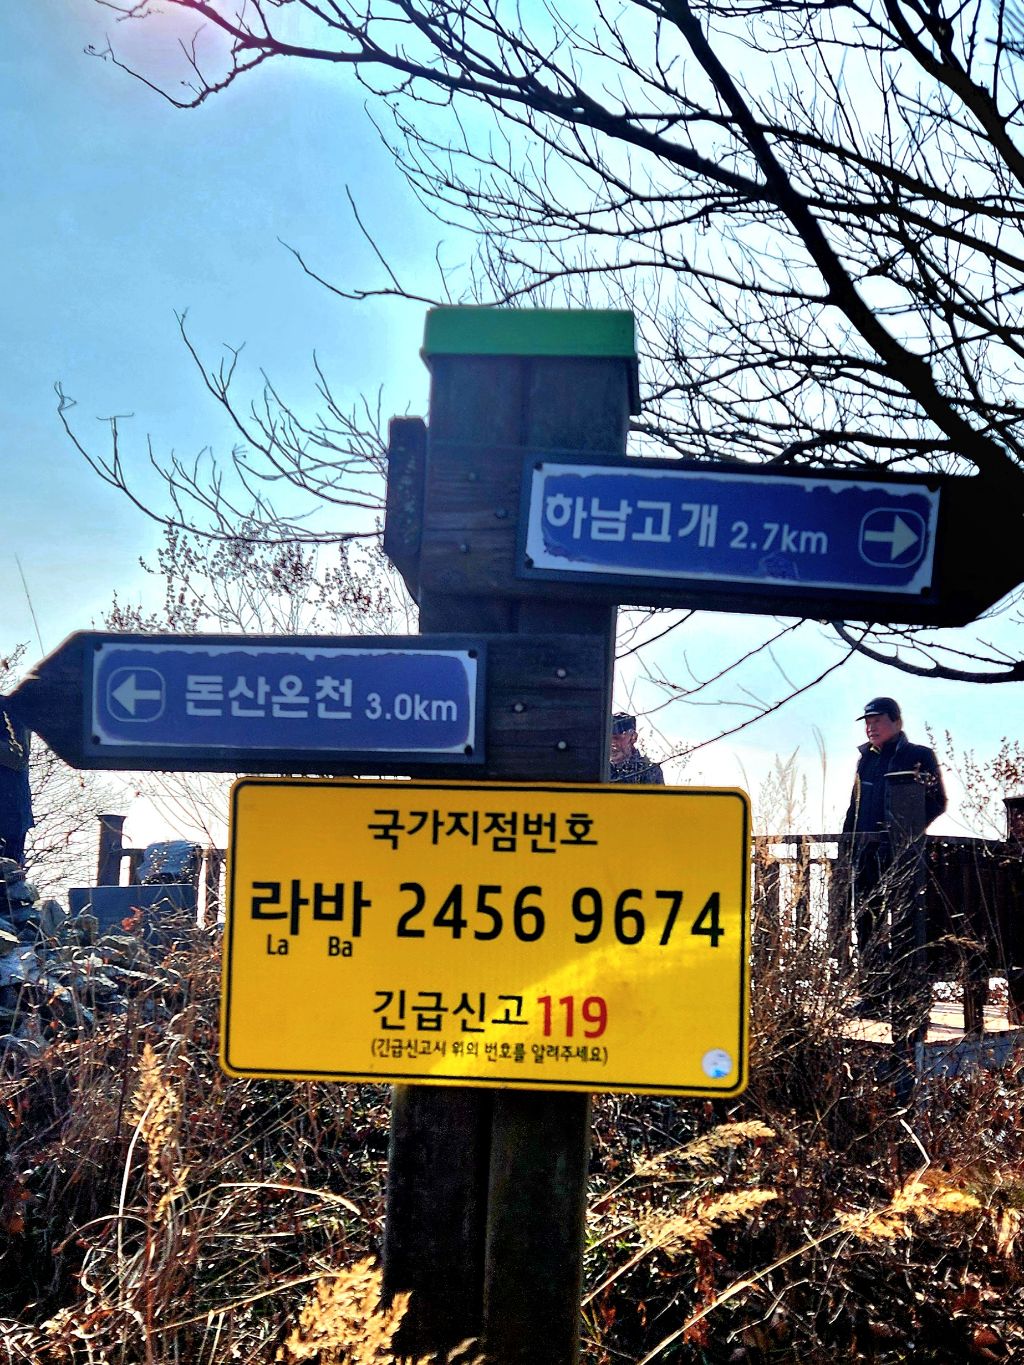 하남고개 2.7km →
← 돈산온천 3.0km
국가지점번호
라바 2456 9674
La Ba
긴급신고 119
(긴급신고시 위의 번호를 알려주세요)